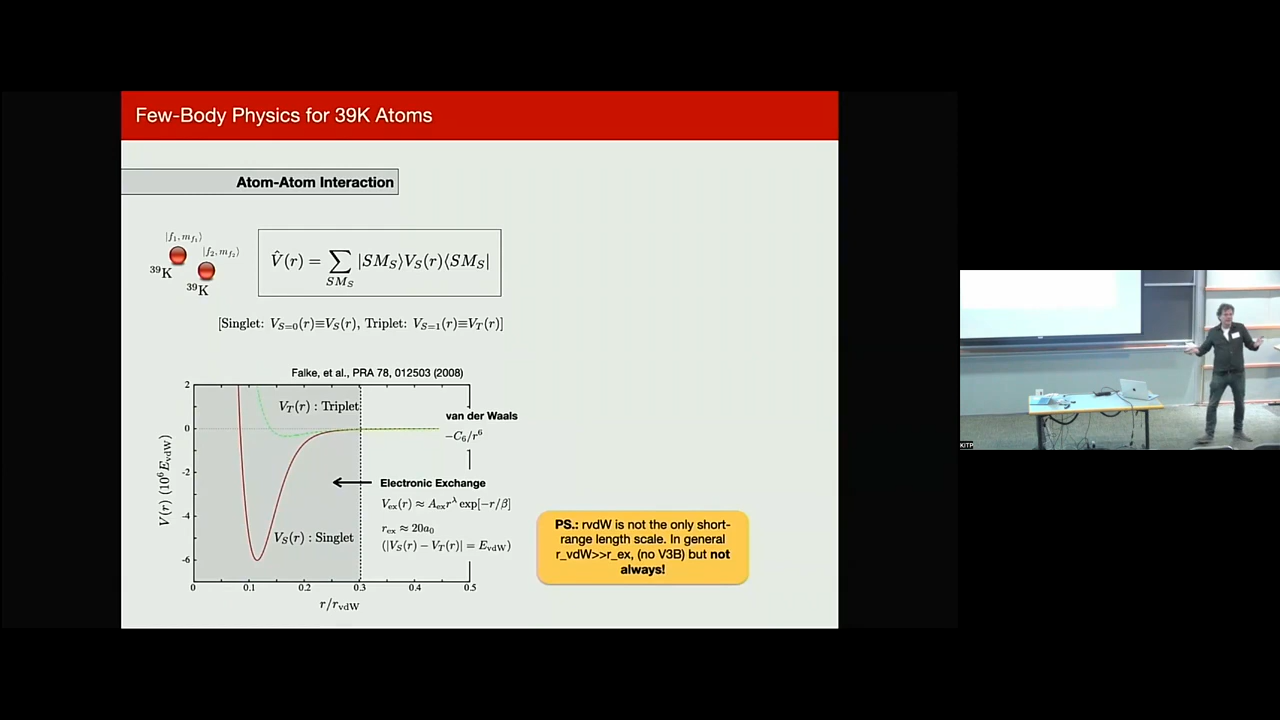 Few-Body Physics for 39K Atoms
Atom-Atom Interaction
|f₁, m_f₁⟩
|f₂, m_f₂⟩
³⁹K
³⁹K
V̂(r) = ∑_{SM_S} |SM_S⟩V_S(r)⟨SM_S|
[Singlet: V_{S=0}(r)≡V_S(r), Triplet: V_{S=1}(r)≡V_T(r)]
Falke, et al., PRA 78, 012503 (2008)
V(r) (10⁶E_vdW)
2
0
-2
-4
-6
V_T(r) : Triplet
V_S(r) : Singlet
0 0.1 0.2 0.3 0.4 0.5
r/r_vdW
van der Waals
−C₆/r⁶
Electronic Exchange
V_ex(r) ≈ A_ex r^λ exp[−r/β]
r_ex ≈ 20a₀
(|V_S(r) − V_T(r)| = E_vdW)
PS.: rvdW is not the only short-
range length scale. In general
r_vdW>>r_ex, (no V3B) but not
always!
KITP